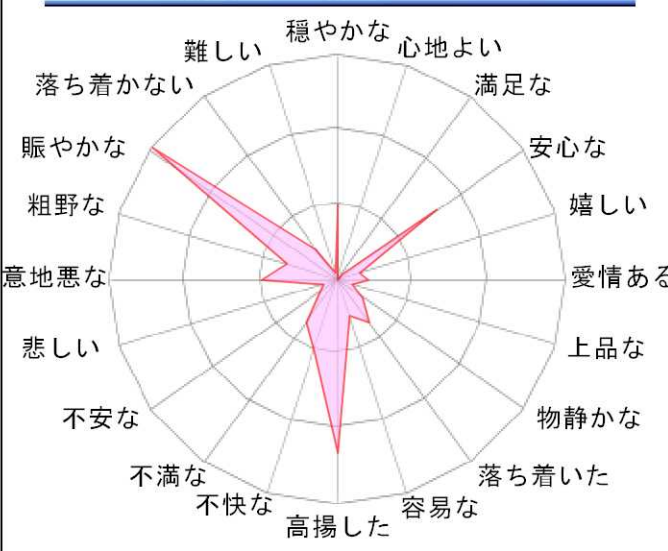 穏やかな
心地よい
満足な
安心な
嬉しい
愛情ある
上品な
物静かな
落ち着いた
容易な
高揚した
不快な
不満な
不安な
悲しい
意地悪な
粗野な
賑やかな
落ち着かない
難しい